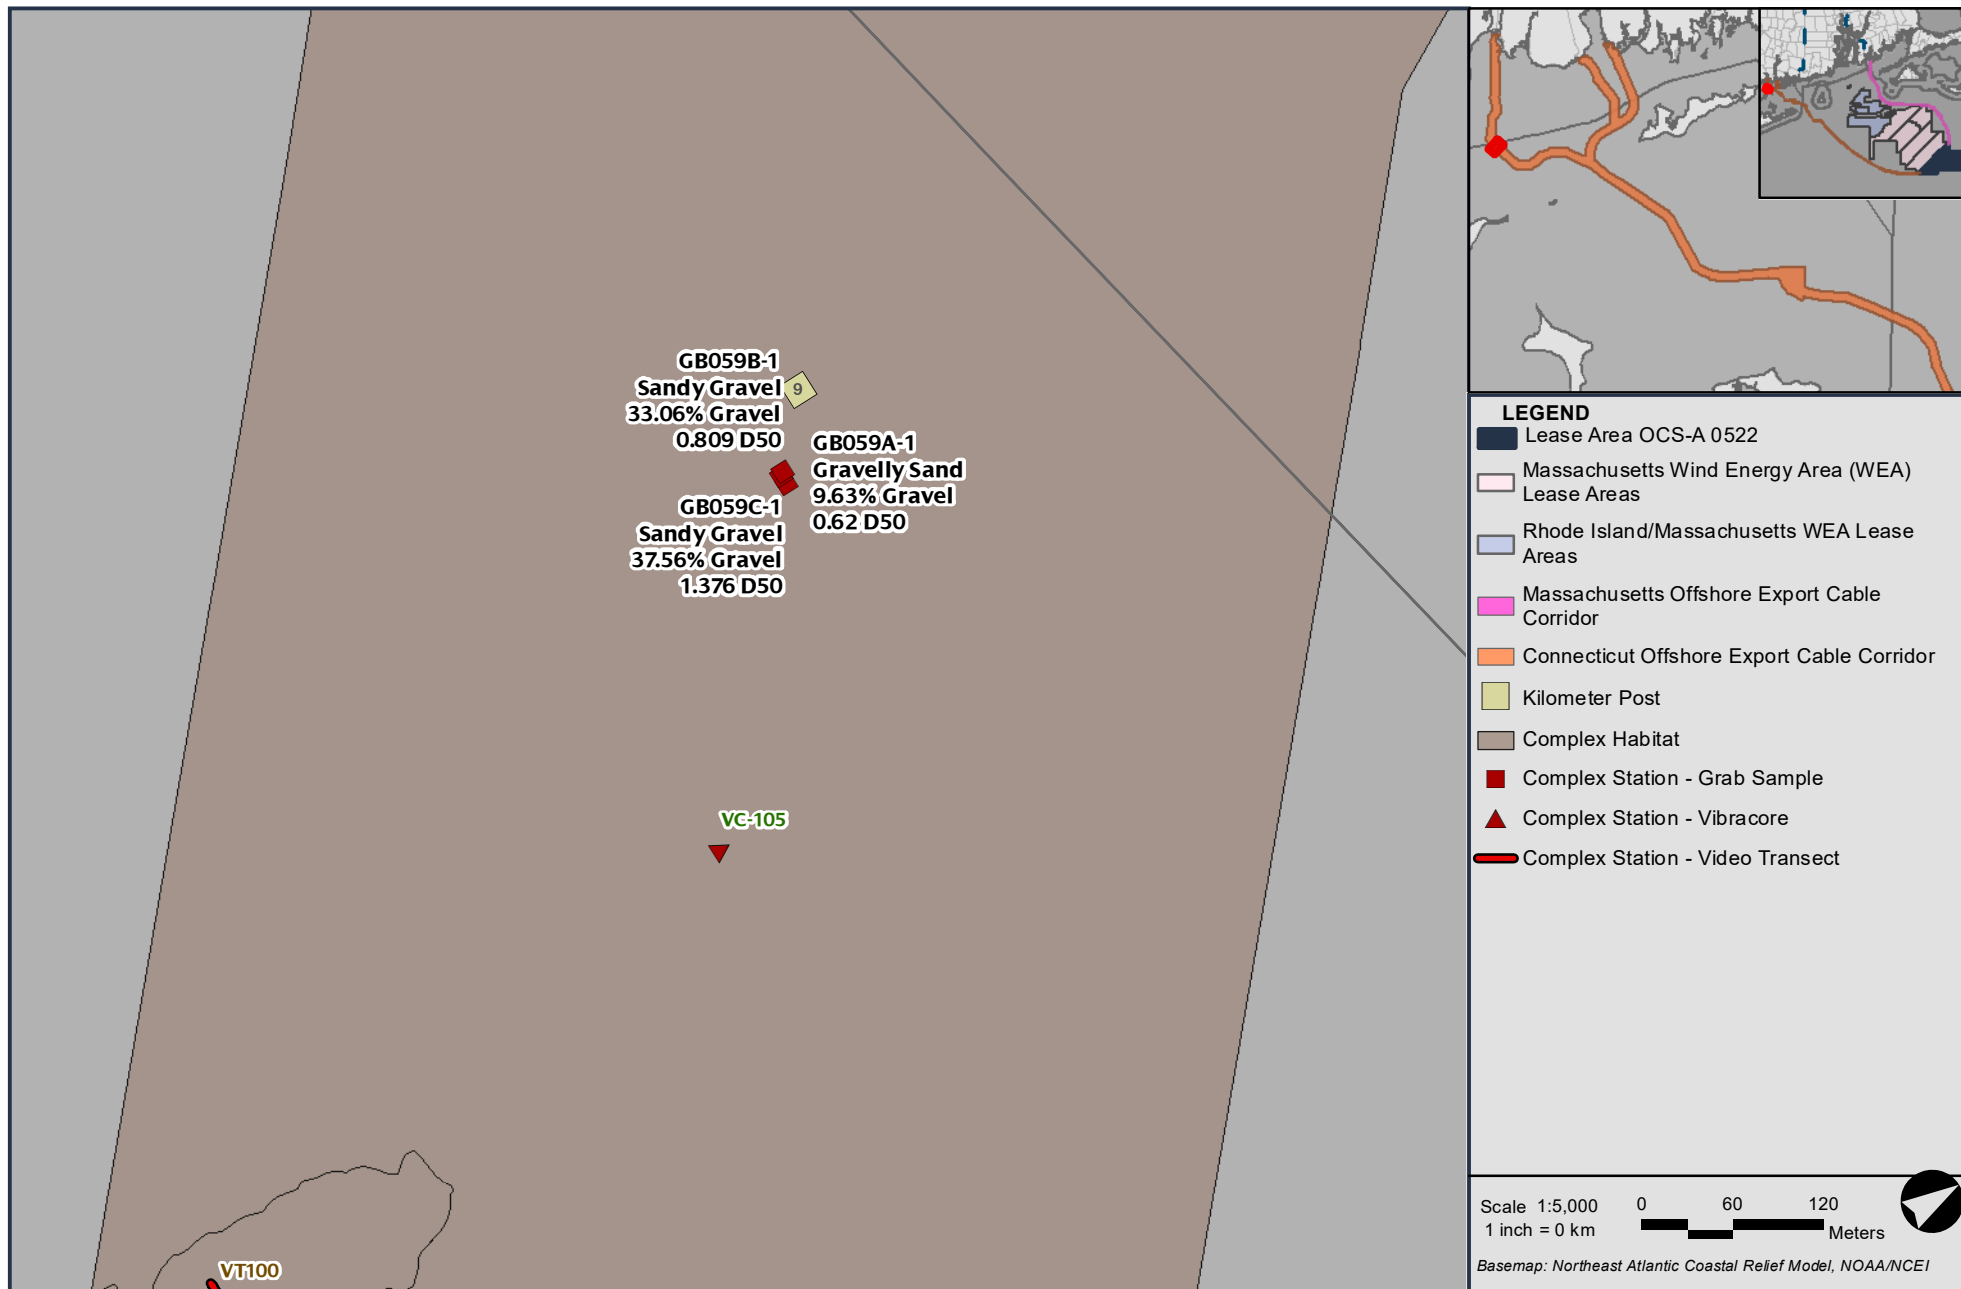 GB059B-1
Sandy Gravel
33.06% Gravel
0.809 D50
9
GB059A-1
Gravelly Sand
9.63% Gravel
0.62 D50
GB059C-1
Sandy Gravel
37.56% Gravel
1.376 D50
VC-105
VT100
LEGEND
Lease Area OCS-A 0522
Massachusetts Wind Energy Area (WEA)
Lease Areas
Rhode Island/Massachusetts WEA Lease
Areas
Massachusetts Offshore Export Cable
Corridor
Connecticut Offshore Export Cable Corridor
Kilometer Post
Complex Habitat
Complex Station - Grab Sample
Complex Station - Vibracore
Complex Station - Video Transect
Scale 1:5,000
1 inch = 0 km
0 60 120
Meters
Basemap: Northeast Atlantic Coastal Relief Model, NOAA/NCEI